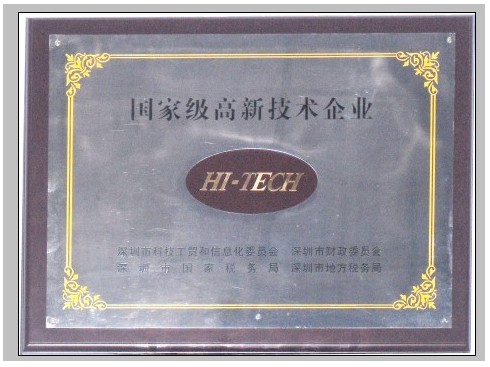 国家级高新技术企业
HI-TECH
深圳市科技工贸和信息化委员会 深圳市财政委员会
深圳市国家税务局 深圳市地方税务局